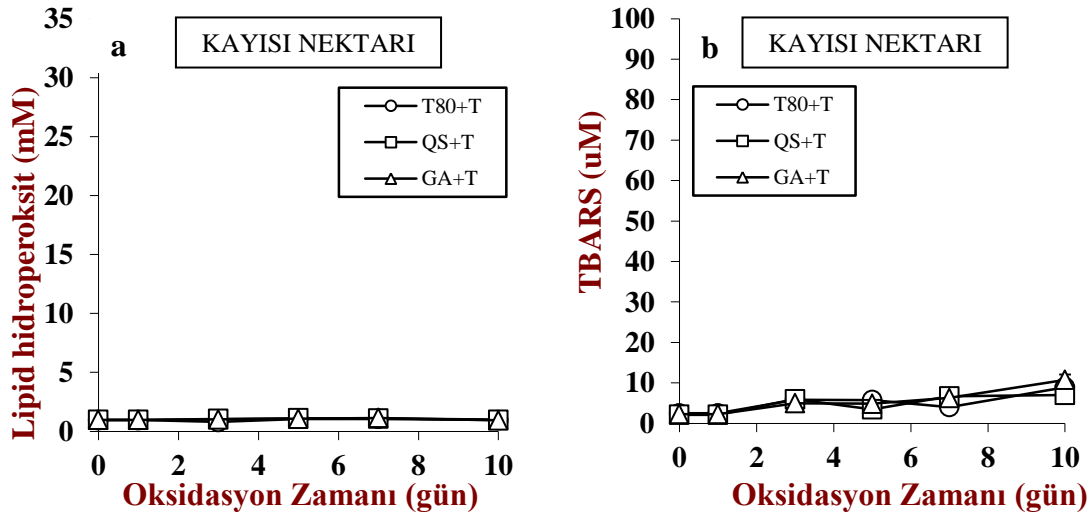 a
KAYISI NEKTARI
T80+T
QS+T
GA+T
Lipid hidroperoksit (mM)
35
30
25
20
15
10
5
0
0 2 4 6 8 10
Oksidasyon Zamanı (gün)
b
KAYISI NEKTARI
T80+T
QS+T
GA+T
TBARS (uM)
100
90
80
70
60
50
40
30
20
10
0
0 2 4 6 8 10
Oksidasyon Zamanı (gün)